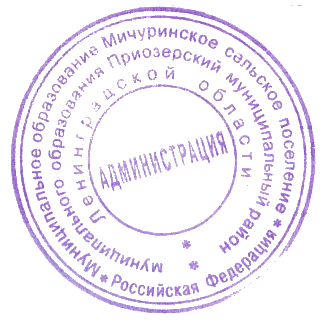 Муниципальное образование Мичуринское сельское поселение * Российская Федерация *
муниципального образования Приозерский муниципальный район *
Ленинградской области *
АДМИНИСТРАЦИЯ